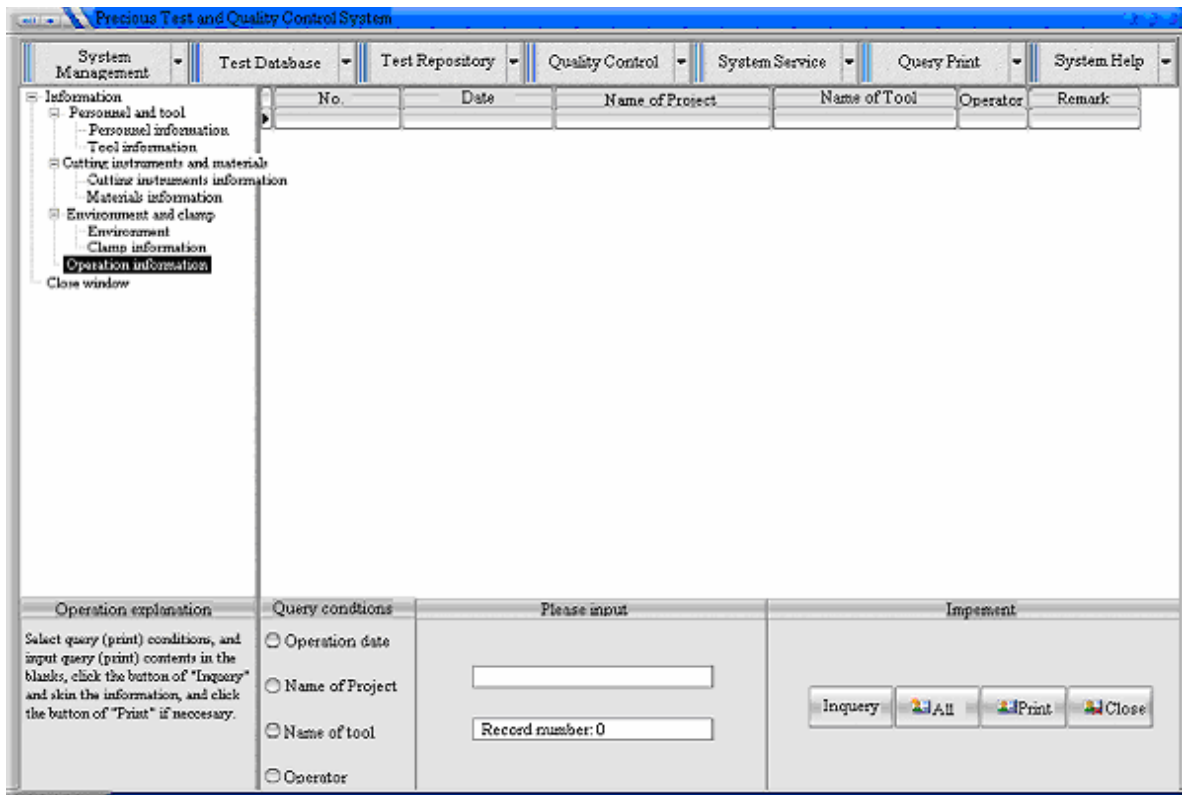 Precious Test and Quality Control System
System Management
Test Database
Test Repository
Quality Control
System Service
Query Print
System Help
Information
Personnel and tool
Personnel information
Tool information
Cutting instruments and materials
Cutting instruments information
Materials information
Environment and clamp
Environment
Clamp information
Operation information
Close window
No. Date Name of Project Name of Tool Operator Remark
Operation explanation
Select query (print) conditions, and
input query (print) contents in the
blanks, click the button of "Inquery"
and skin the information, and click
the button of "Print" if neccesary.
Query condtions
Operation date
Name of Project
Name of tool
Operator
Please input
Record number: 0
Impement
Inquery All Print Close